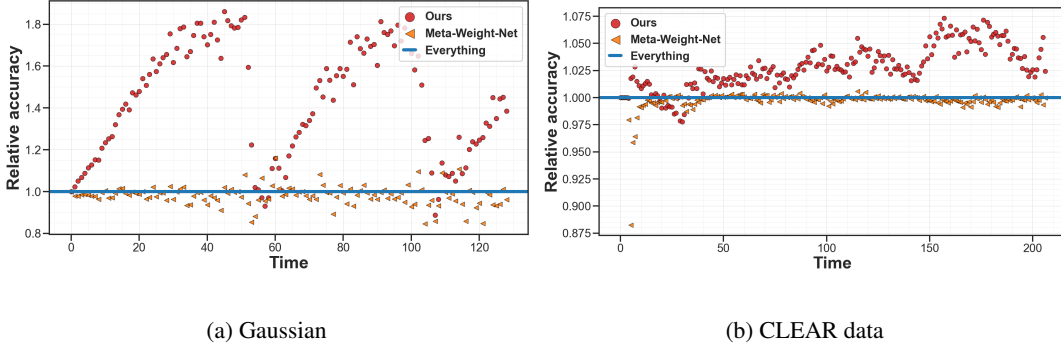 Relative accuracy
1.8
1.6
1.4
1.2
1.0
0.8
0
20
40
60
80
100
120
Time
Ours
Meta-Weight-Net
Everything
(a) Gaussian
Relative accuracy
1.075
1.050
1.025
1.000
0.975
0.950
0.925
0.900
0.875
0
50
100
150
200
Time
Ours
Meta-Weight-Net
Everything
(b) CLEAR data